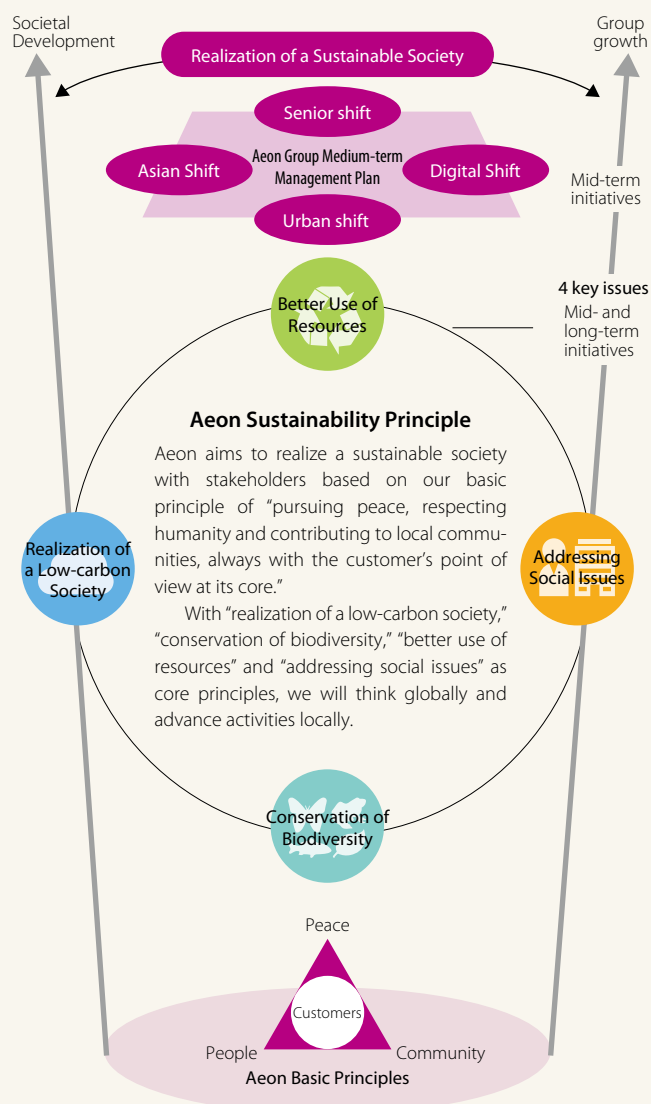 Societal
Development
Group
growth
Realization of a Sustainable Society
Senior shift
Asian Shift
Aeon Group Medium-term
Management Plan
Digital Shift
Urban shift
Mid-term
initiatives
4 key issues
Mid- and
long-term
initiatives
Better Use of
Resources
Aeon Sustainability Principle
Aeon aims to realize a sustainable society
with stakeholders based on our basic
principle of “pursuing peace, respecting
humanity and contributing to local commu-
nities, always with the customer’s point of
view at its core.”
With “realization of a low-carbon society,”
“conservation of biodiversity,” “better use of
resources” and “addressing social issues” as
core principles, we will think globally and
advance activities locally.
Realization of
a Low-carbon
Society
Addressing
Social Issues
Conservation of
Biodiversity
Peace
Customers
People
Community
Aeon Basic Principles